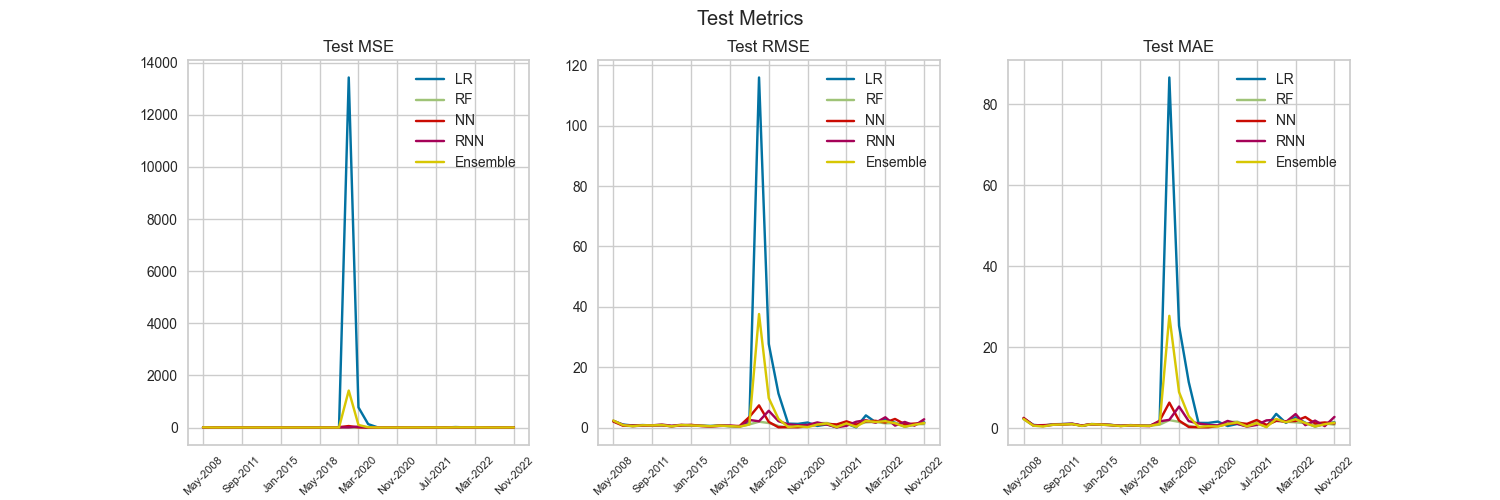 Test Metrics
Test MSE
14000
12000
10000
8000
6000
4000
2000
0
LR
RF
NN
RNN
Ensemble
May-2008
Sep-2011
Jan-2015
May-2018
Mar-2020
Nov-2020
Jul-2021
Mar-2022
Nov-2022
Test RMSE
120
100
80
60
40
20
0
LR
RF
NN
RNN
Ensemble
May-2008
Sep-2011
Jan-2015
May-2018
Mar-2020
Nov-2020
Jul-2021
Mar-2022
Nov-2022
Test MAE
80
60
40
20
0
LR
RF
NN
RNN
Ensemble
May-2008
Sep-2011
Jan-2015
May-2018
Mar-2020
Nov-2020
Jul-2021
Mar-2022
Nov-2022